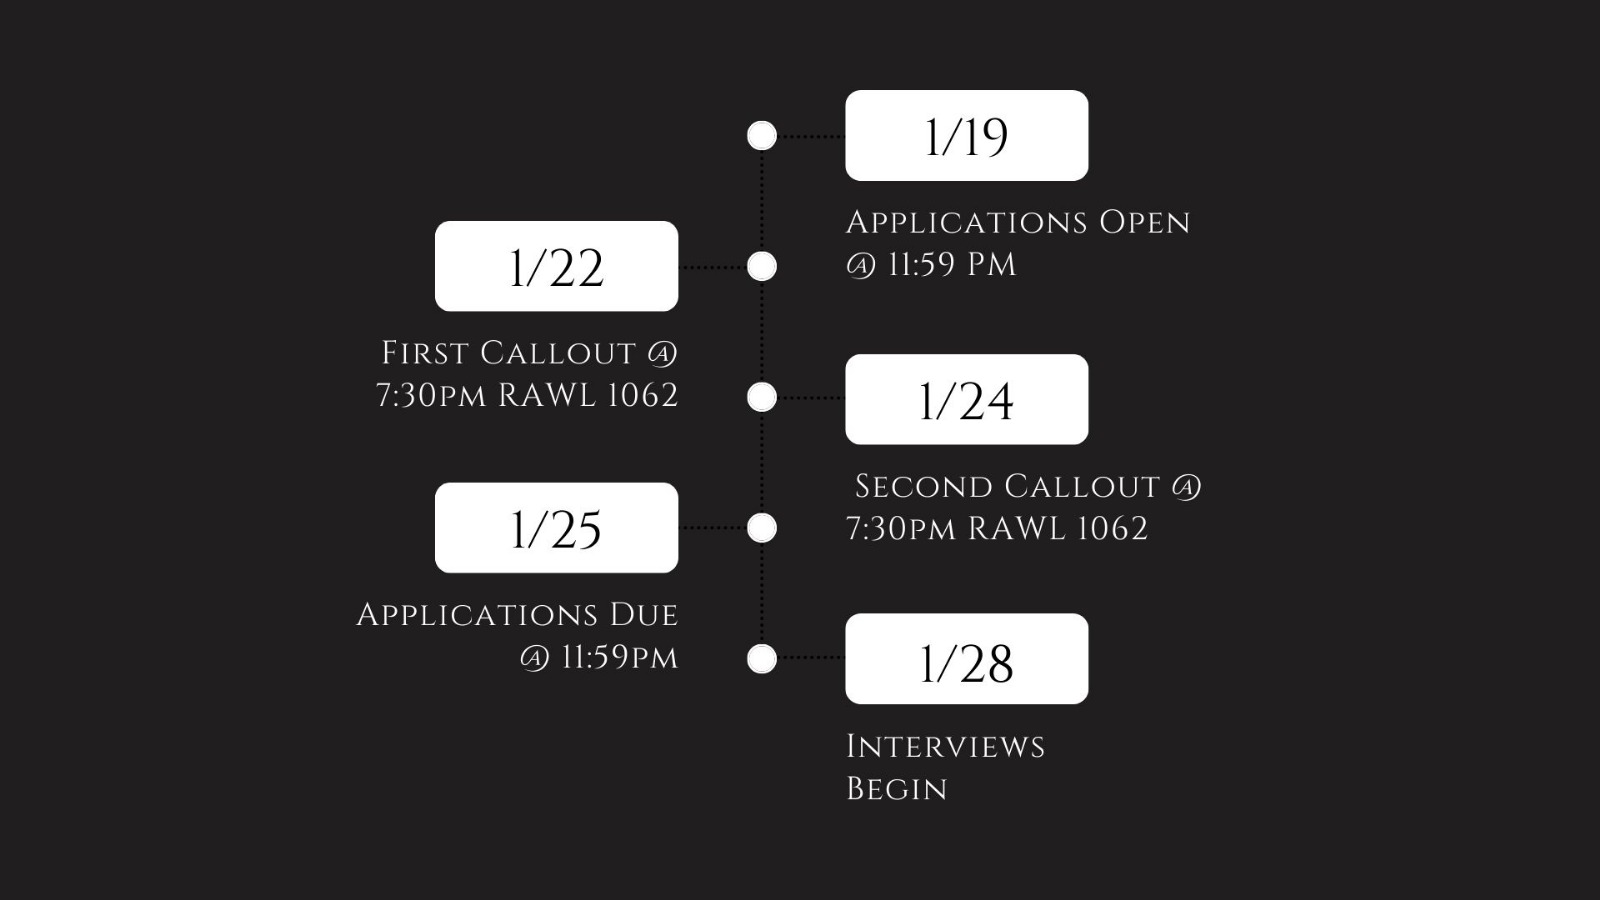 1/19
Applications Open
@ 11:59 PM
1/22
First Callout @
7:30pm RAWL 1062
1/24
Second Callout @
7:30pm RAWL 1062
1/25
Applications Due
@ 11:59pm
1/28
Interviews
Begin